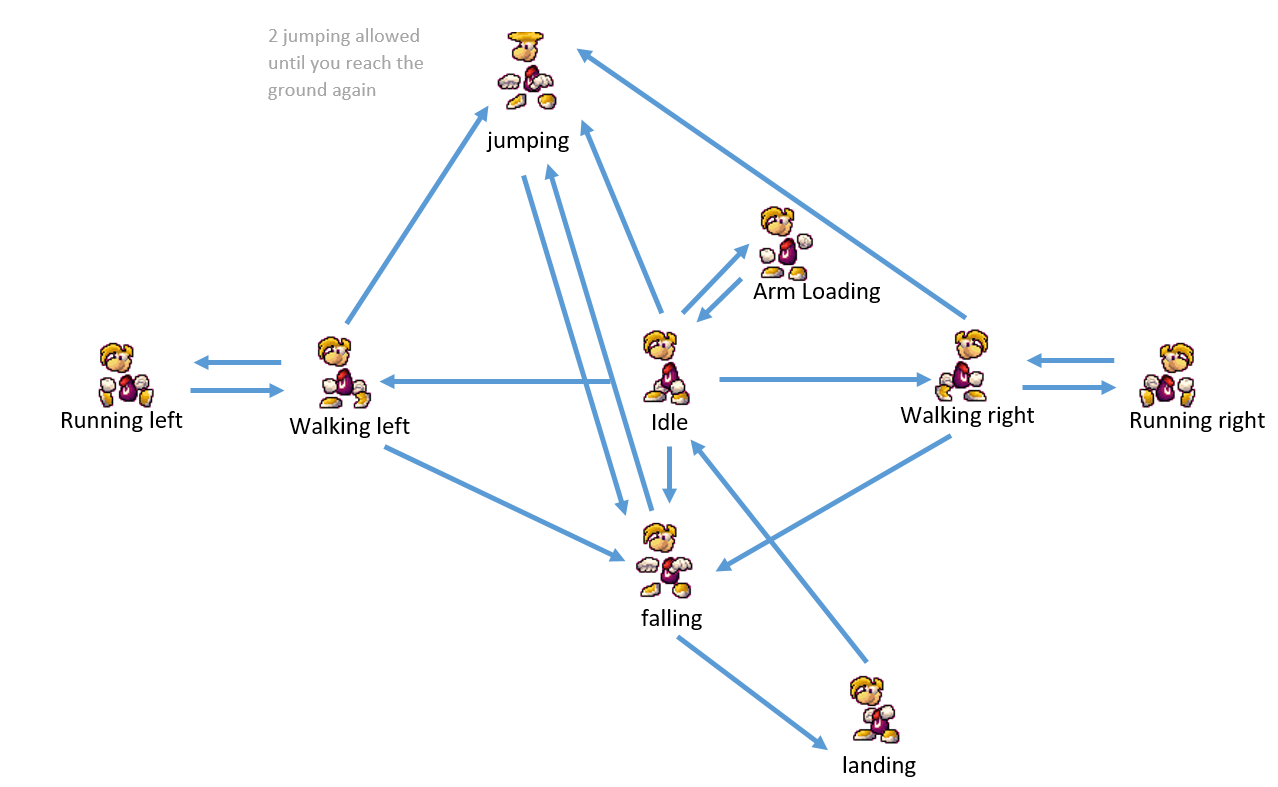 2 jumping allowed
until you reach the
ground again
jumping
Arm Loading
Running left
Walking left
Idle
Walking right
Running right
falling
landing